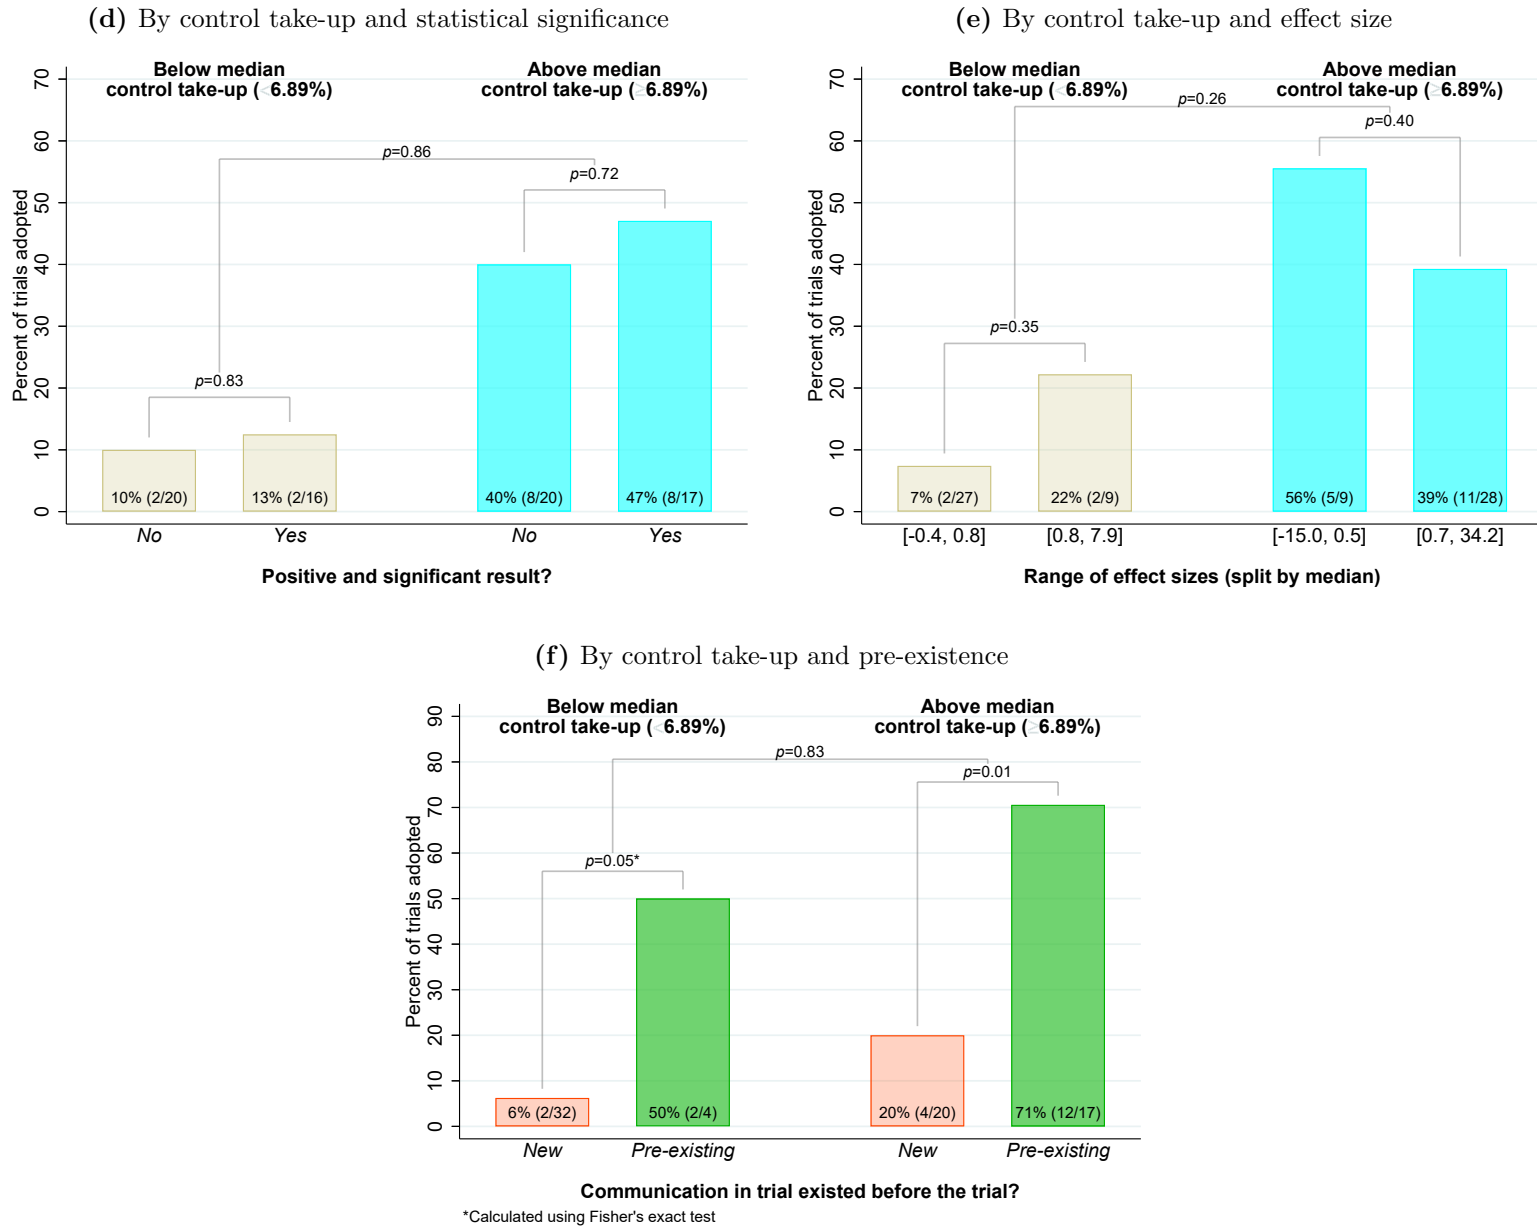 (d) By control take-up and statistical significance
Below median
control take-up (<6.89%)
Above median
control take-up (≥6.89%)
Percent of trials adopted
70
60
50
40
30
20
10
0
p=0.86
p=0.72
p=0.83
10% (2/20)
13% (2/16)
40% (8/20)
47% (8/17)
No
Yes
No
Yes
Positive and significant result?
(e) By control take-up and effect size
Below median
control take-up (<6.89%)
Above median
control take-up (≥6.89%)
Percent of trials adopted
70
60
50
40
30
20
10
0
p=0.26
p=0.40
p=0.35
7% (2/27)
22% (2/9)
56% (5/9)
39% (11/28)
[-0.4, 0.8]
[0.8, 7.9]
[-15.0, 0.5]
[0.7, 34.2]
Range of effect sizes (split by median)
(f) By control take-up and pre-existence
Below median
control take-up (<6.89%)
Above median
control take-up (≥6.89%)
Percent of trials adopted
90
80
70
60
50
40
30
20
10
0
p=0.83
p=0.01
p=0.05*
6% (2/32)
50% (2/4)
20% (4/20)
71% (12/17)
New
Pre-existing
New
Pre-existing
Communication in trial existed before the trial?
*Calculated using Fisher's exact test